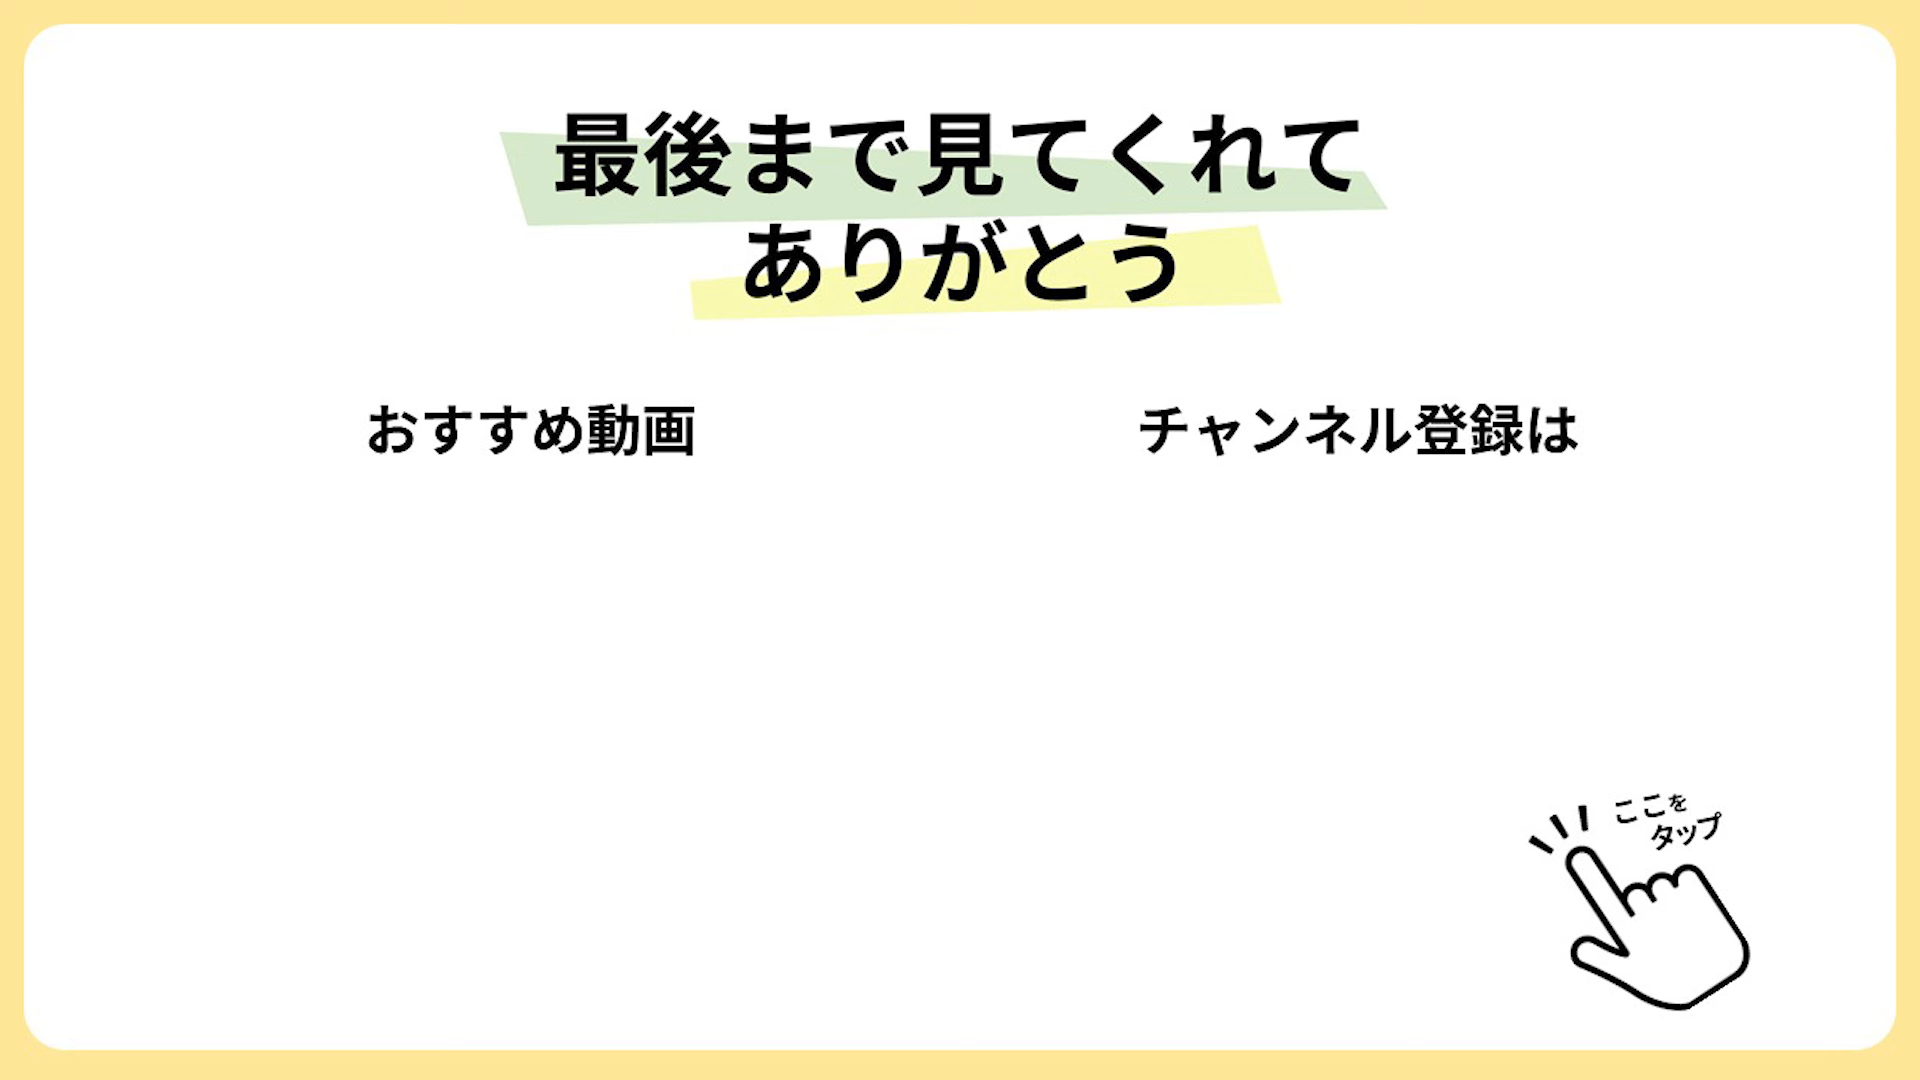 最後まで見てくれて
ありがとう
おすすめ動画
チャンネル登録は
ここを
タップ